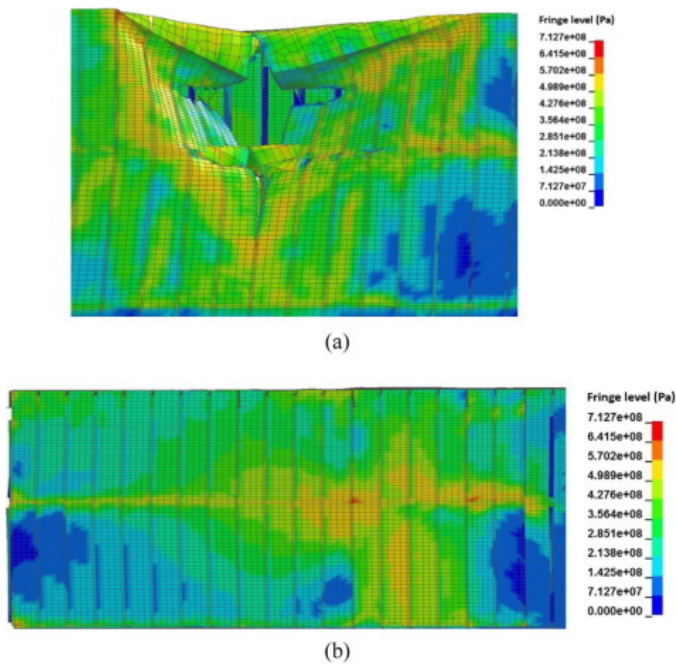 Fringe level (Pa)
7.127e+08
6.415e+08
5.702e+08
4.989e+08
4.276e+08
3.564e+08
2.851e+08
2.138e+08
1.425e+08
7.127e+07
0.000e+00
(a)
Fringe level (Pa)
7.127e+08
6.415e+08
5.702e+08
4.989e+08
4.276e+08
3.564e+08
2.851e+08
2.138e+08
1.425e+08
7.127e+07
0.000e+00
(b)